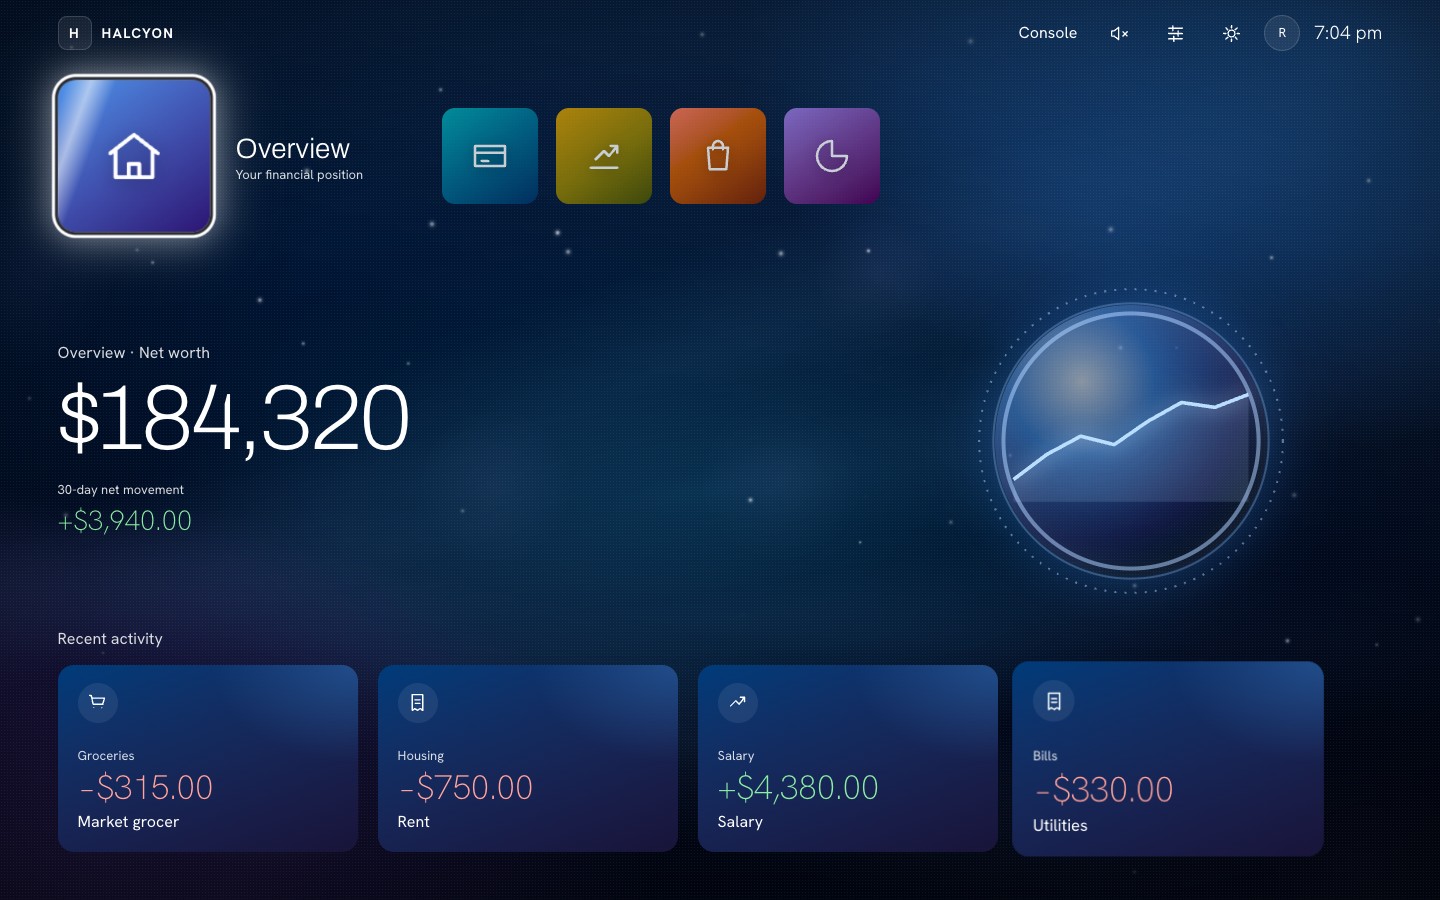 H HALCYON
Console R 7:04 pm
Overview
Your financial position
Overview · Net worth
$184,320
30-day net movement
+$3,940.00
Recent activity
Groceries
-$315.00
Market grocer
Housing
-$750.00
Rent
Salary
+$4,380.00
Salary
Bills
-$330.00
Utilities